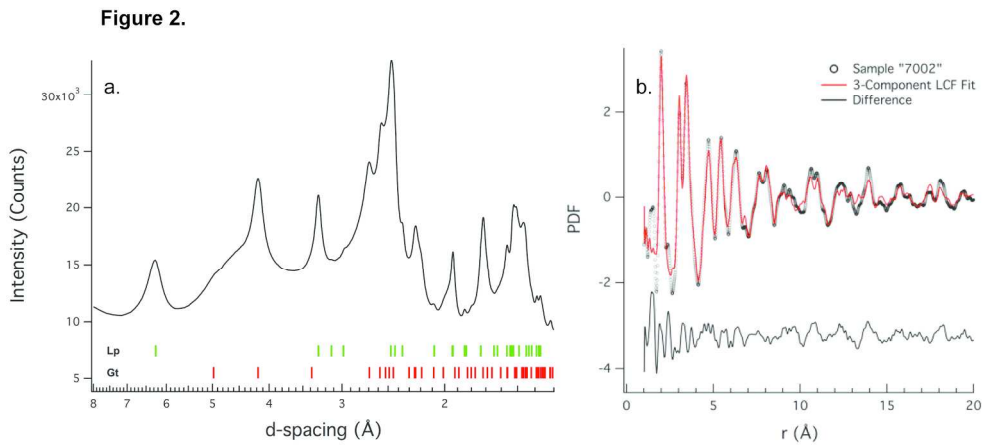 Figure 2.
a.
30x10³
25
20
15
10
5
Intensity (Counts)
Lp
Gt
8 7 6 5 4 3 2
d-spacing (Å)
b.
Sample "7002"
3-Component LCF Fit
Difference
2
0
-2
-4
PDF
0 5 10 15 20
r (Å)